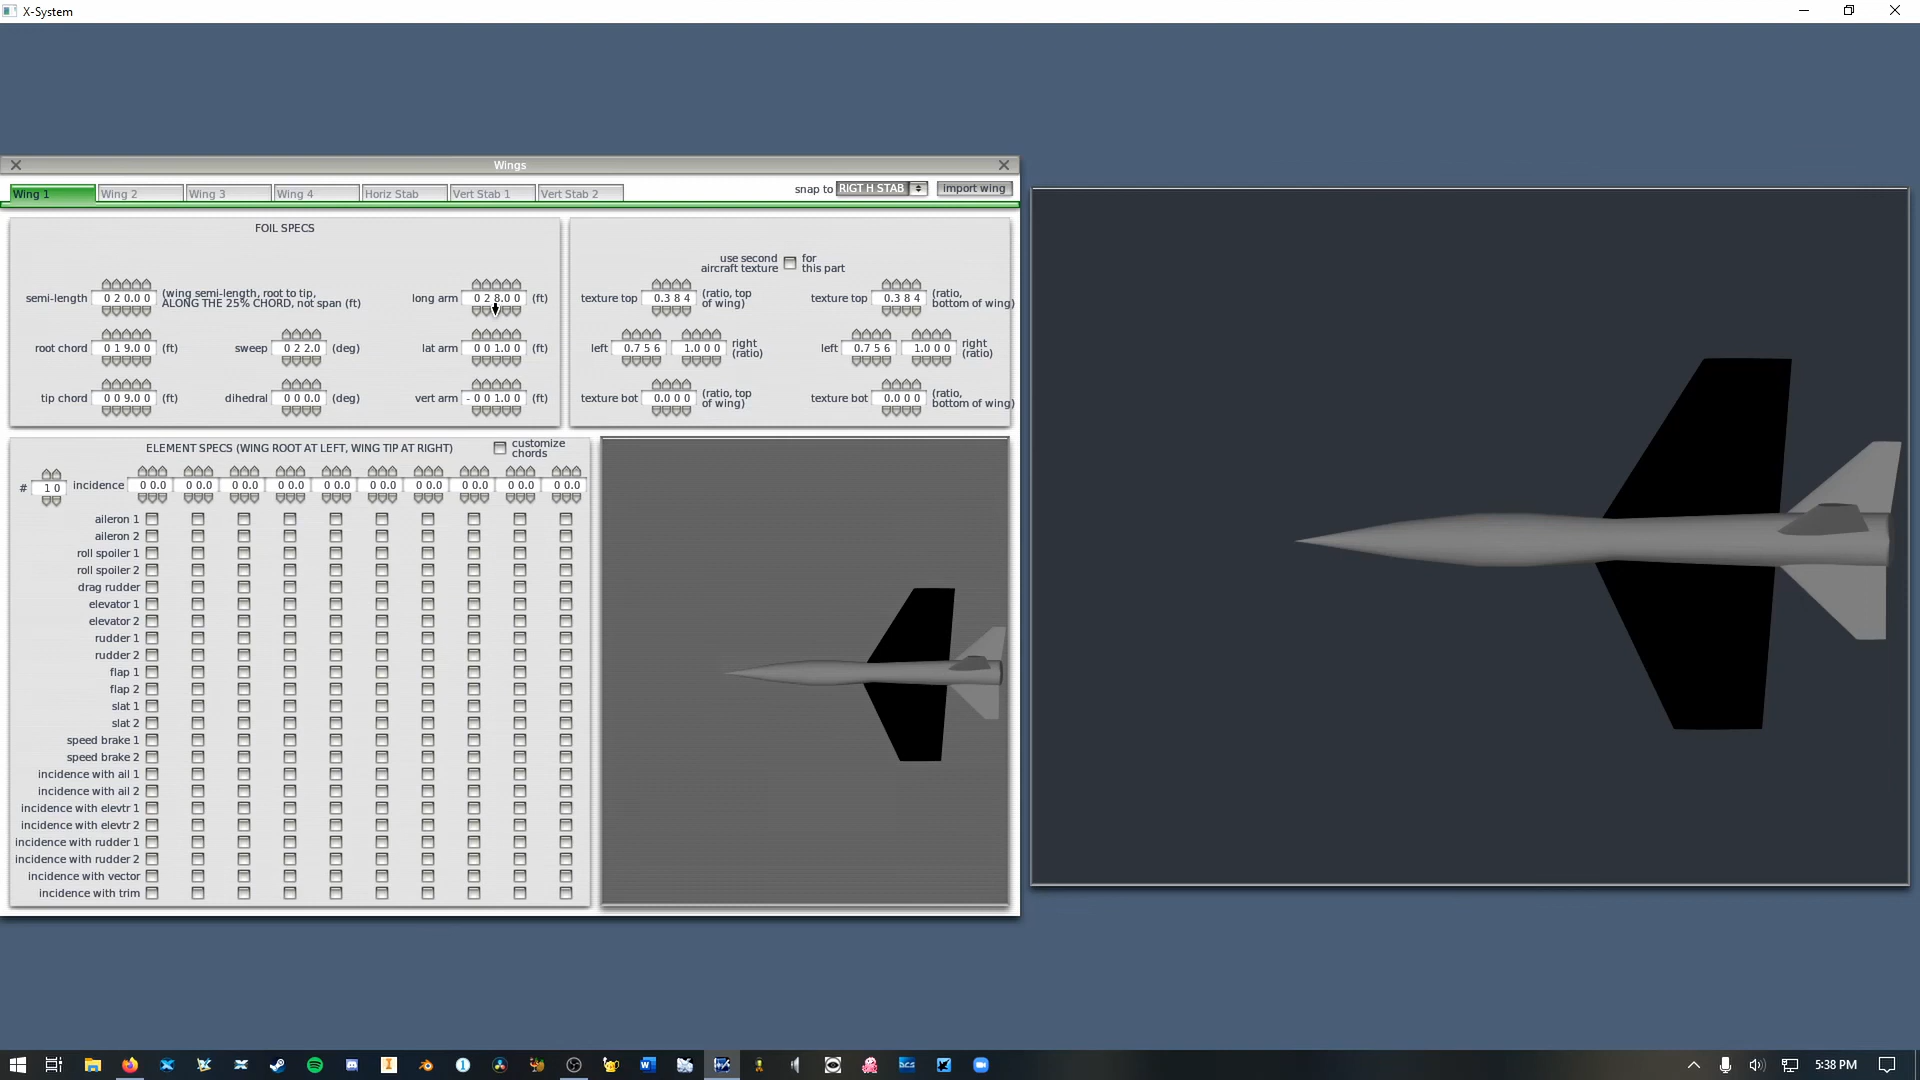 X-System
Wings
Wing 1 Wing 2 Wing 3 Wing 4 Horiz Stab Vert Stab 1 Vert Stab 2 snap to RIGT H STAB import wing
FOIL SPECS
use second aircraft texture for this part
semi-length 0 2 0.0 0 (wing semi-length, root to tip, ALONG THE 25% CHORD, not span (ft) long arm 0 2 8.0 0 (ft) texture top 0.3 8 4 (ratio, top of wing) texture top 0.3 8 4 (ratio, bottom of wing)
root chord 0 1 9.0 0 (ft) sweep 0 2 2.0 (deg) lat arm 0 0 1.0 0 (ft) left 0.7 5 6 1.0 0 0 right (ratio) left 0.7 5 6 1.0 0 0 right (ratio)
tip chord 0 0 9.0 0 (ft) dihedral 0 0 0.0 (deg) vert arm - 0 0 1.0 0 (ft) texture bot 0.0 0 0 (ratio, top of wing) texture bot 0.0 0 0 (ratio, bottom of wing)
ELEMENT SPECS (WING ROOT AT LEFT, WING TIP AT RIGHT) customize chords
# 1 0 incidence 0 0.0 0 0.0 0 0.0 0 0.0 0 0.0 0 0.0 0 0.0 0 0.0 0 0.0 0 0.0
aileron 1
aileron 2
roll spoiler 1
roll spoiler 2
drag rudder
elevator 1
elevator 2
rudder 1
rudder 2
flap 1
flap 2
slat 1
slat 2
speed brake 1
speed brake 2
incidence with ail 1
incidence with ail 2
incidence with elevtr 1
incidence with elevtr 2
incidence with rudder 1
incidence with rudder 2
incidence with vector
incidence with trim
5:38 PM